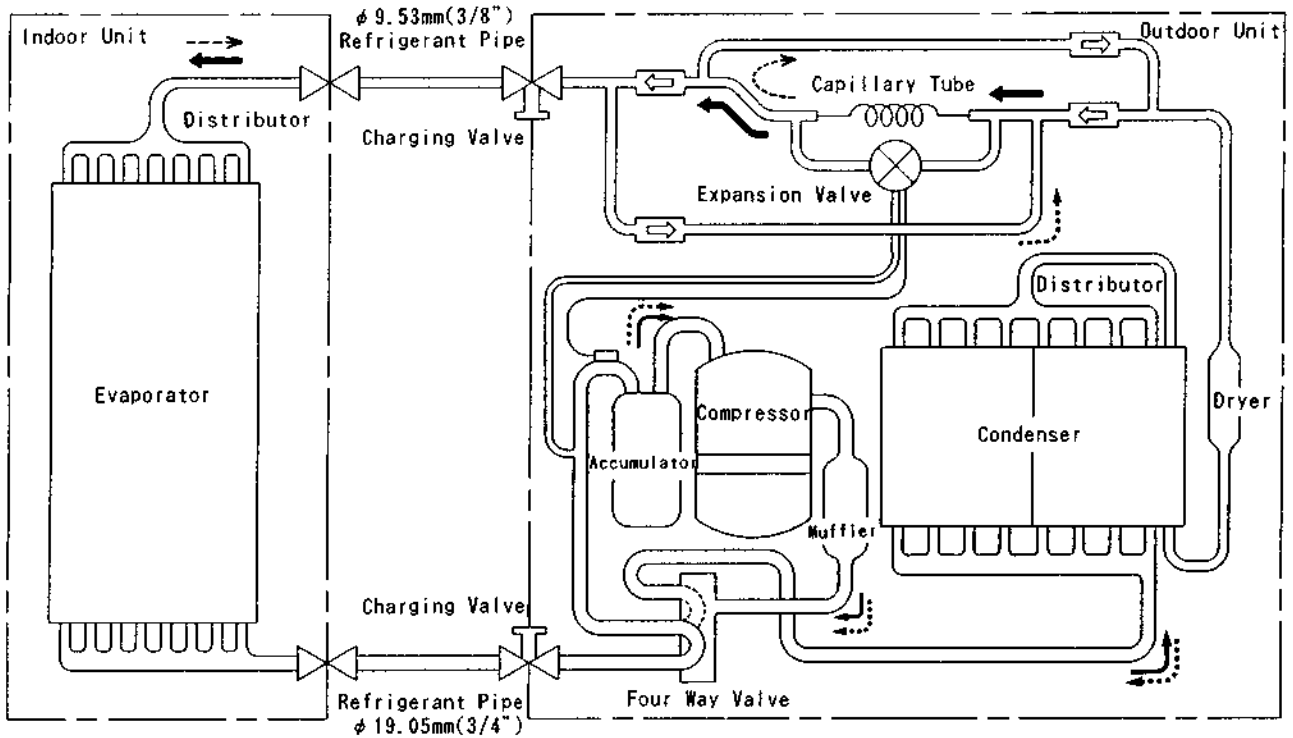 φ 9.53mm(3/8")
Refrigerant Pipe
Indoor Unit
Outdoor Unit
Capillary Tube
Distributor
Charging Valve
Expansion Valve
Distributor
Evaporator
Compressor
Dryer
Condenser
Accumulator
Muffier
Charging Valve
Refrigerant Pipe
φ 19.05mm(3/4")
Four Way Valve